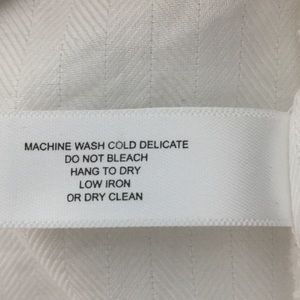 MACHINE WASH COLD DELICATE
DO NOT BLEACH
HANG TO DRY
LOW IRON
OR DRY CLEAN